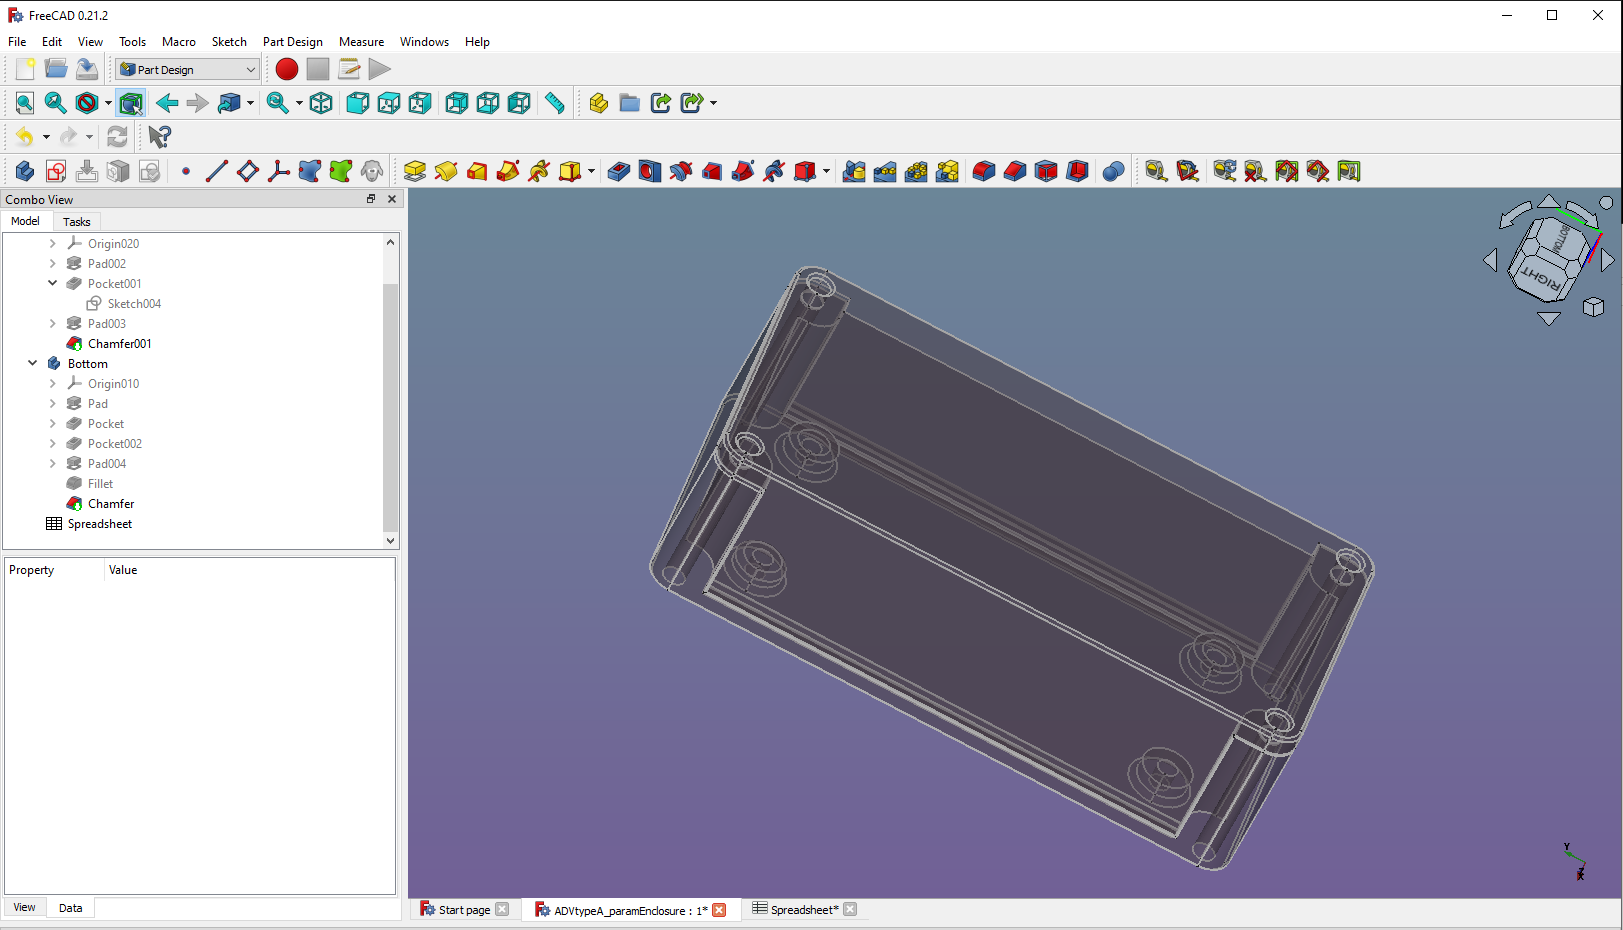 FreeCAD 0.21.2
File Edit View Tools Macro Sketch Part Design Measure Windows Help
Part Design
Combo View
Model Tasks
Origin020
Pad002
Pocket001
Sketch004
Pad003
Chamfer001
Bottom
Origin010
Pad
Pocket
Pocket002
Pad004
Fillet
Chamfer
Spreadsheet
Property Value
BOTTOM
RIGHT
Y
View Data
Start page ADVtypeA_paramEnclosure : 1* Spreadsheet*